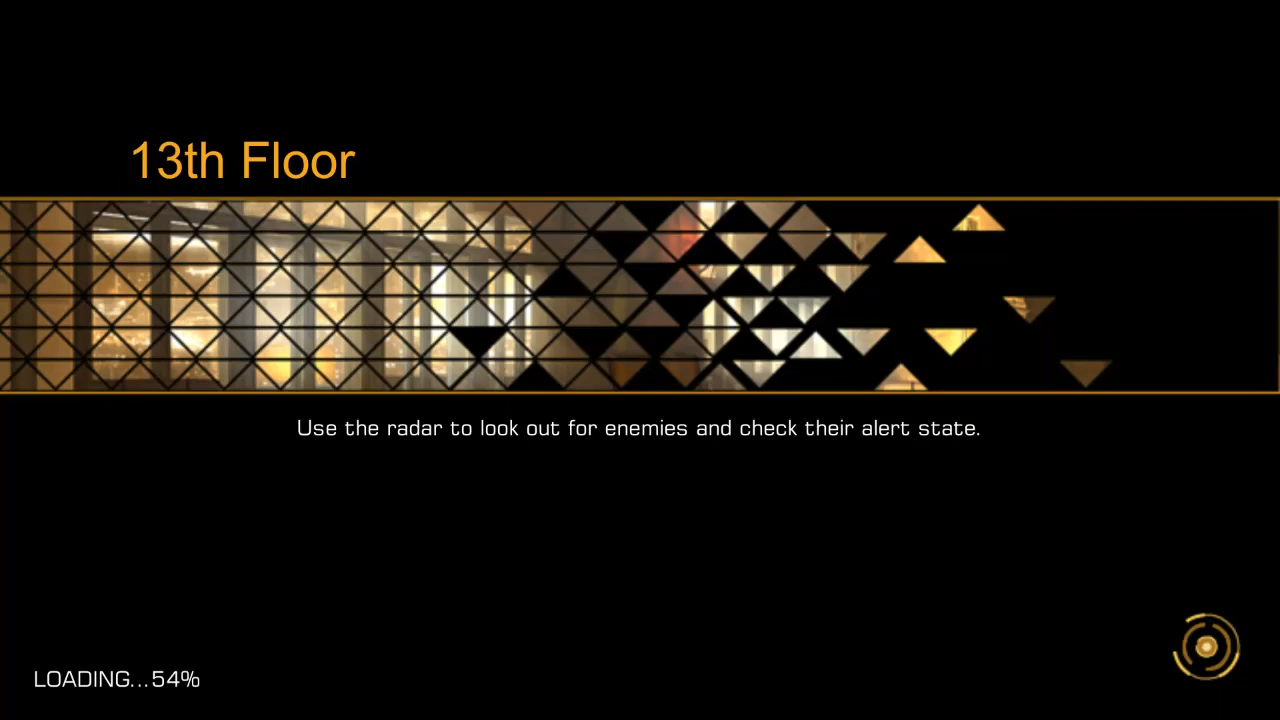 13th Floor
Use the radar to look out for enemies and check their alert state.
LOADING...54%